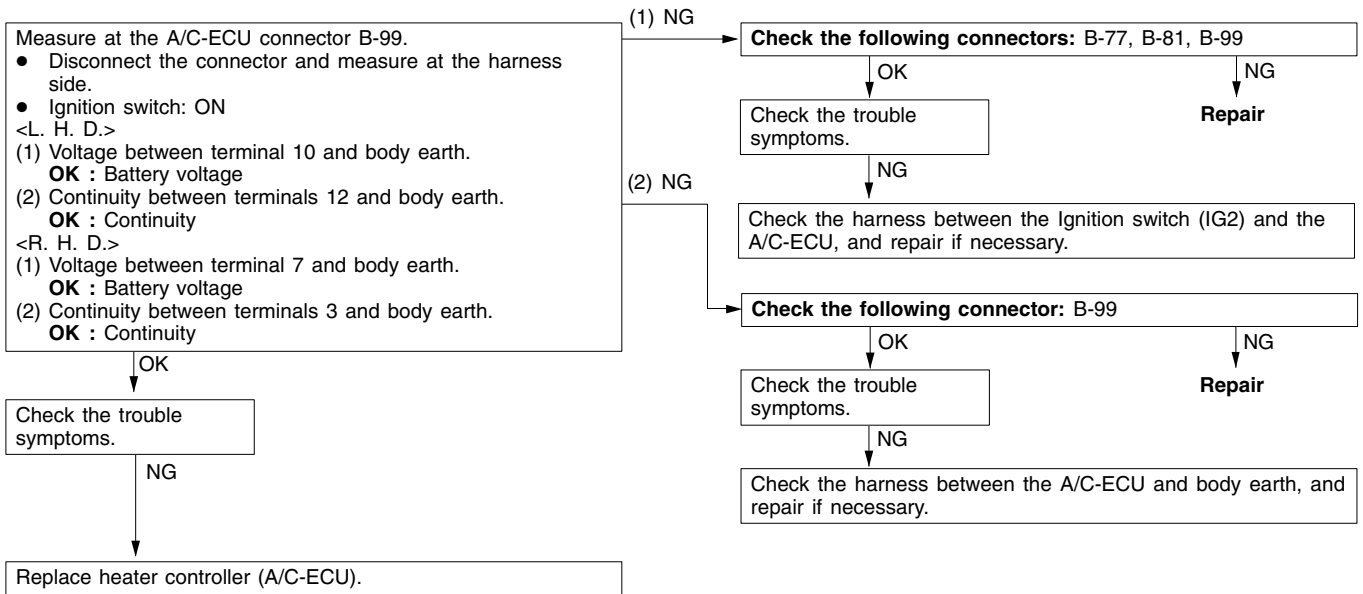 Measure at the A/C-ECU connector B-99.
● Disconnect the connector and measure at the harness
side.
● Ignition switch: ON
<L. H. D.>
(1) Voltage between terminal 10 and body earth.
OK : Battery voltage
(2) Continuity between terminals 12 and body earth.
OK : Continuity
<R. H. D.>
(1) Voltage between terminal 7 and body earth.
OK : Battery voltage
(2) Continuity between terminals 3 and body earth.
OK : Continuity
OK
Check the trouble
symptoms.
NG
Replace heater controller (A/C-ECU).
(1) NG
Check the following connectors: B-77, B-81, B-99
OK
NG
Check the trouble
symptoms.
Repair
NG
Check the harness between the Ignition switch (IG2) and the
A/C-ECU, and repair if necessary.
(2) NG
Check the following connector: B-99
OK
NG
Check the trouble
symptoms.
Repair
NG
Check the harness between the A/C-ECU and body earth, and
repair if necessary.